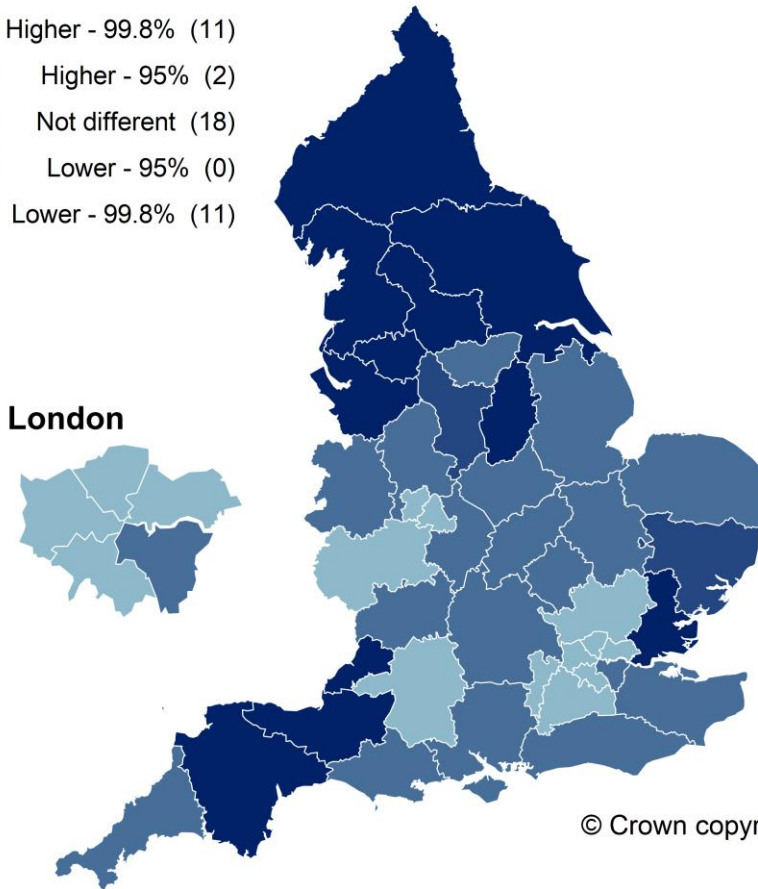 Higher - 99.8% (11)
Higher - 95% (2)
Not different (18)
Lower - 95% (0)
Lower - 99.8% (11)
London
© Crown copyr